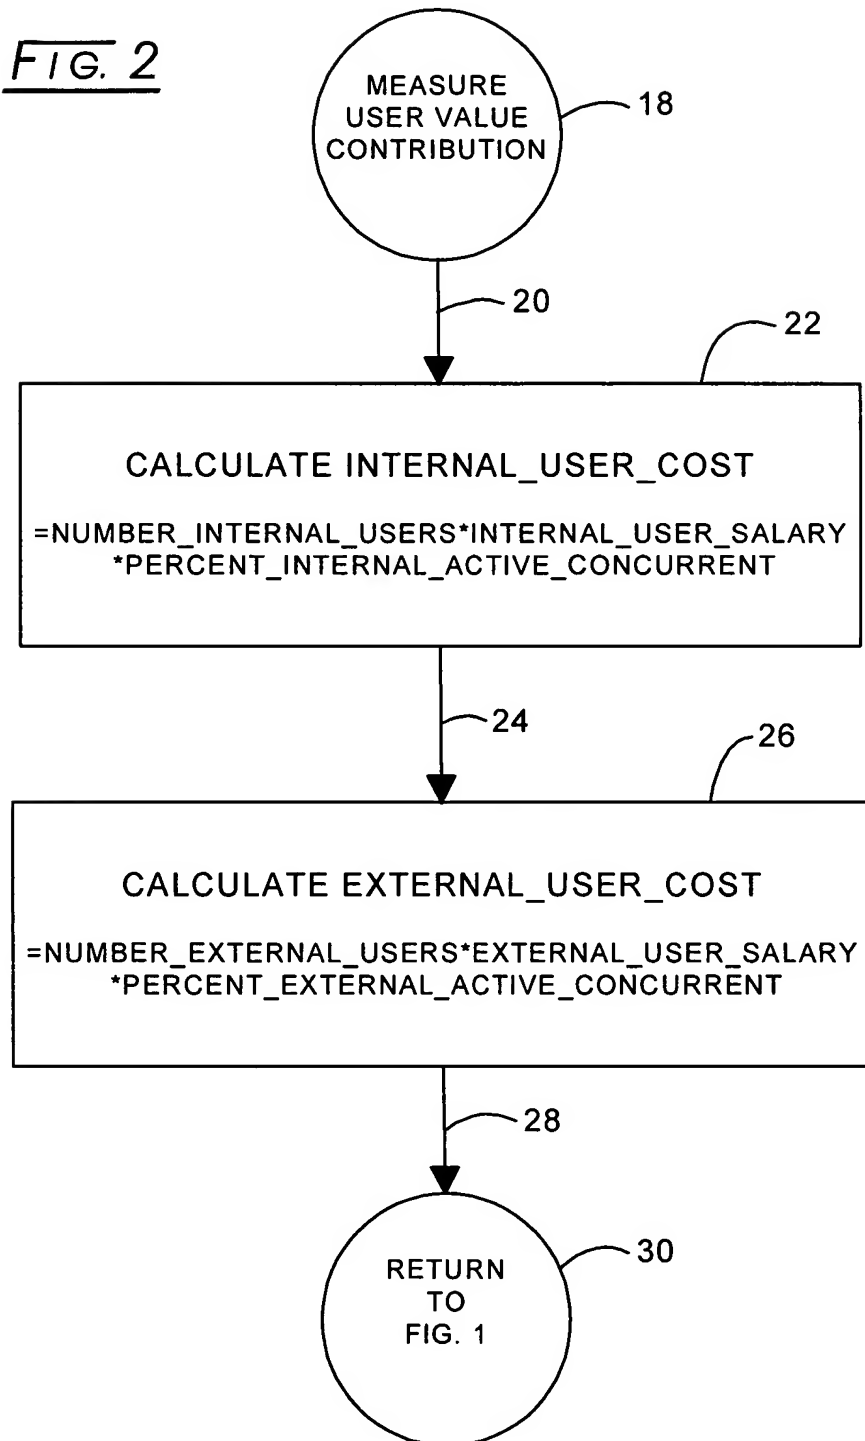 FIG. 2
MEASURE
USER VALUE
CONTRIBUTION
18
20
22
CALCULATE INTERNAL_USER_COST
=NUMBER_INTERNAL_USERS*INTERNAL_USER_SALARY
*PERCENT_INTERNAL_ACTIVE_CONCURRENT
24
26
CALCULATE EXTERNAL_USER_COST
=NUMBER_EXTERNAL_USERS*EXTERNAL_USER_SALARY
*PERCENT_EXTERNAL_ACTIVE_CONCURRENT
28
30
RETURN
TO
FIG. 1